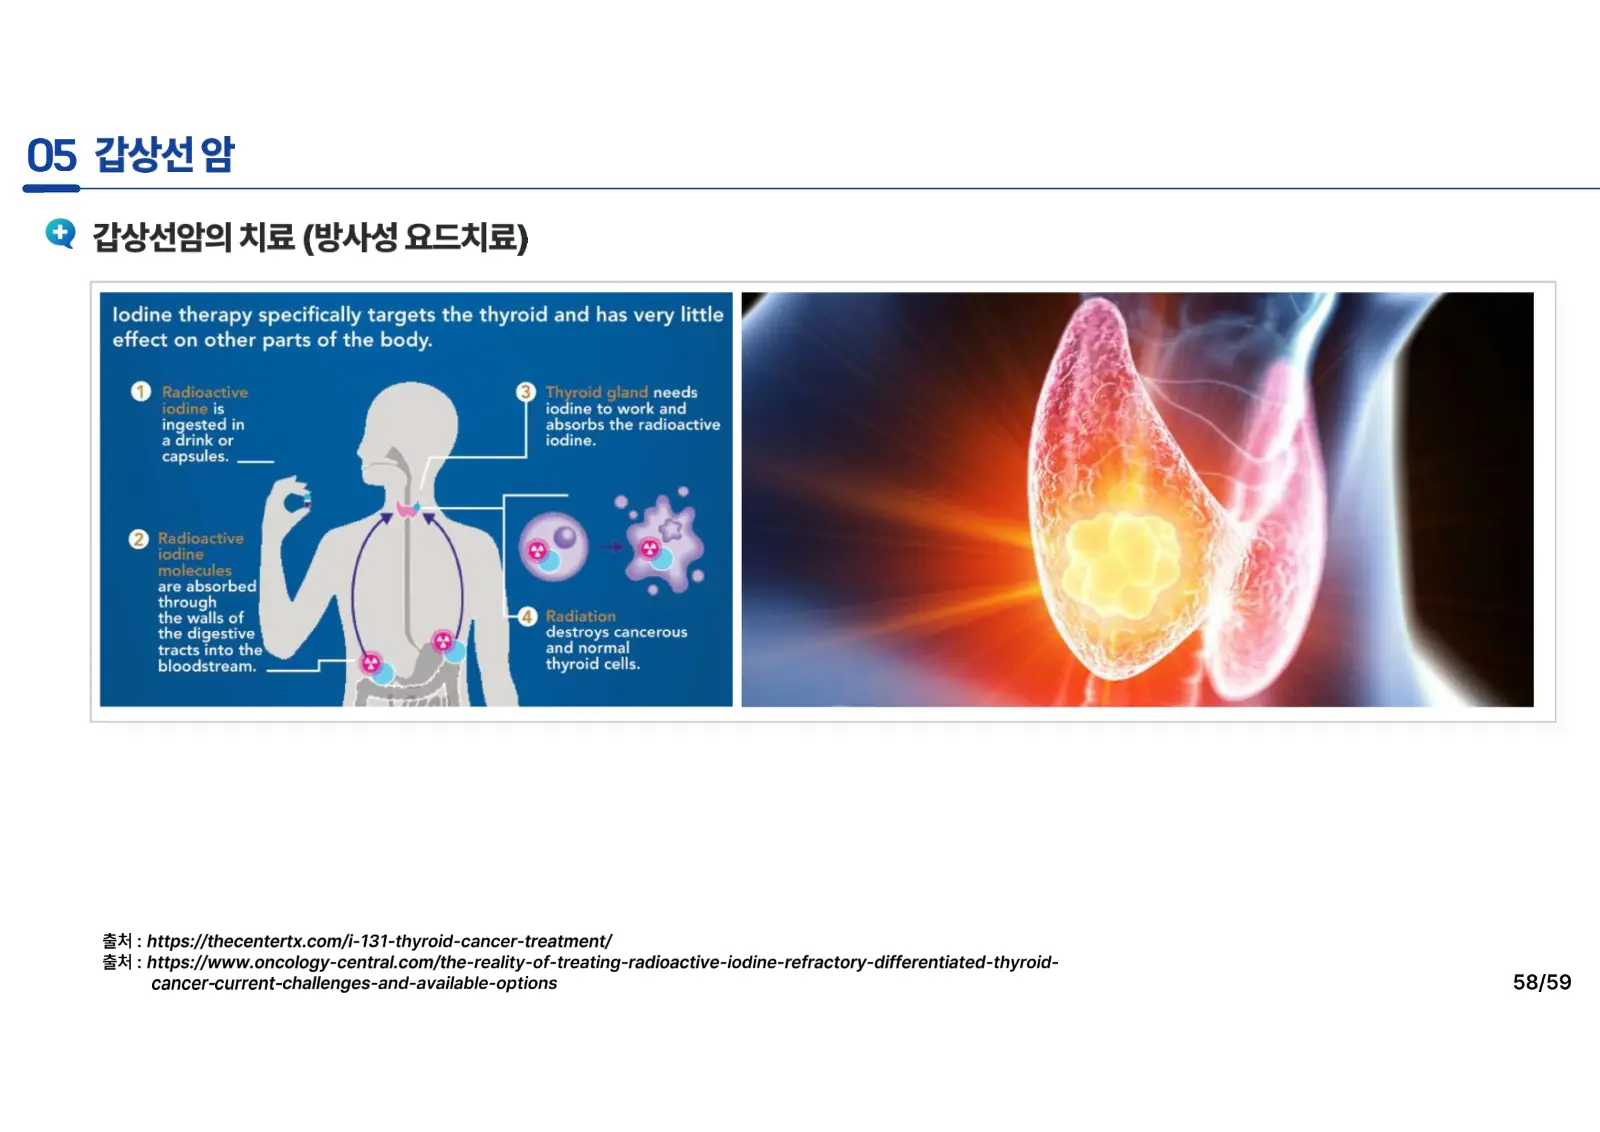 05 갑상선 암
갑상선암의 치료 (방사성 요드치료)
Iodine therapy specifically targets the thyroid and has very little
effect on other parts of the body.
1 Radioactive
iodine is
ingested in
a drink or
capsules.
2 Radioactive
iodine
molecules
are absorbed
through
the walls of
the digestive
tracts into the
bloodstream.
3 Thyroid gland needs
iodine to work and
absorbs the radioactive
iodine.
4 Radiation
destroys cancerous
and normal
thyroid cells.
출처 : https://thecentertx.com/i-131-thyroid-cancer-treatment/
출처 : https://www.oncology-central.com/the-reality-of-treating-radioactive-iodine-refractory-differentiated-thyroid-
cancer-current-challenges-and-available-options
58/59